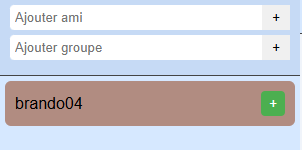 Ajouter ami +
Ajouter groupe +
brando04 +